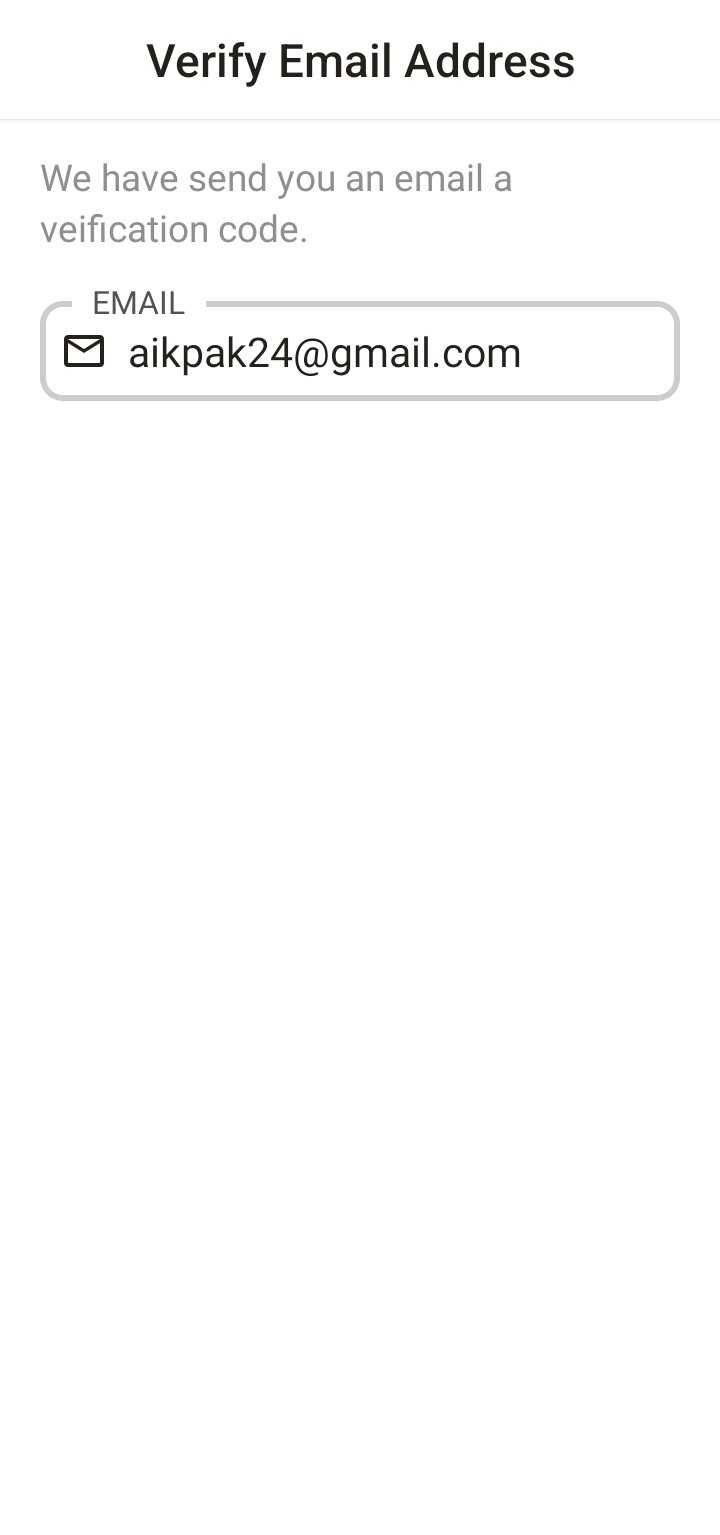 Verify Email Address
We have send you an email a
veification code.
EMAIL
aikpak24@gmail.com